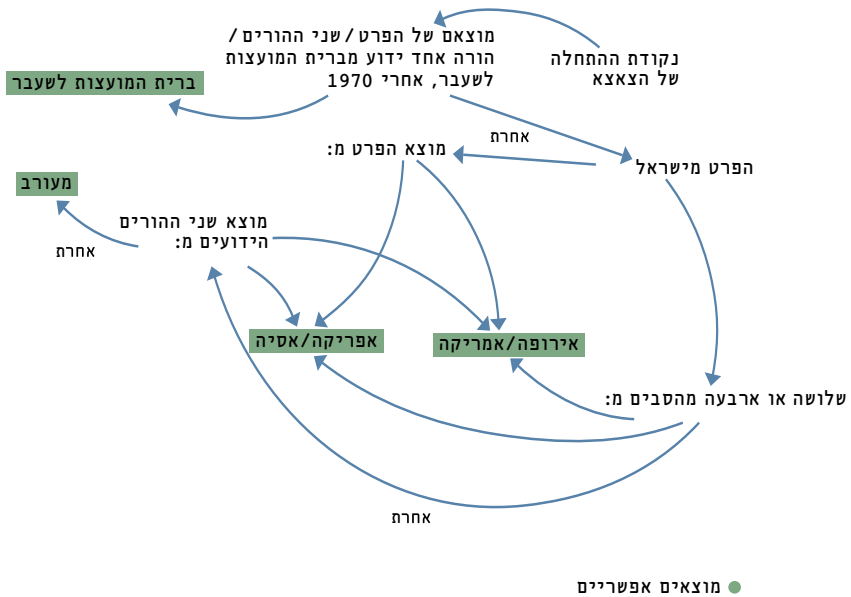 נקודת ההתחלה
של הצאצא
מוצאם של הפרט / שני ההורים /
הורה אחד ידוע מברית המועצות
לשעבר, אחרי 1970
ברית המועצות לשעבר
אחרת
מוצא הפרט מ:
הפרט מישראל
מעורב
מוצא שני ההורים
הידועים מ:
אחרת
אפריקה/אסיה
אירופה/אמריקה
שלושה או ארבעה מהסבים מ:
אחרת
מוצאים אפשריים